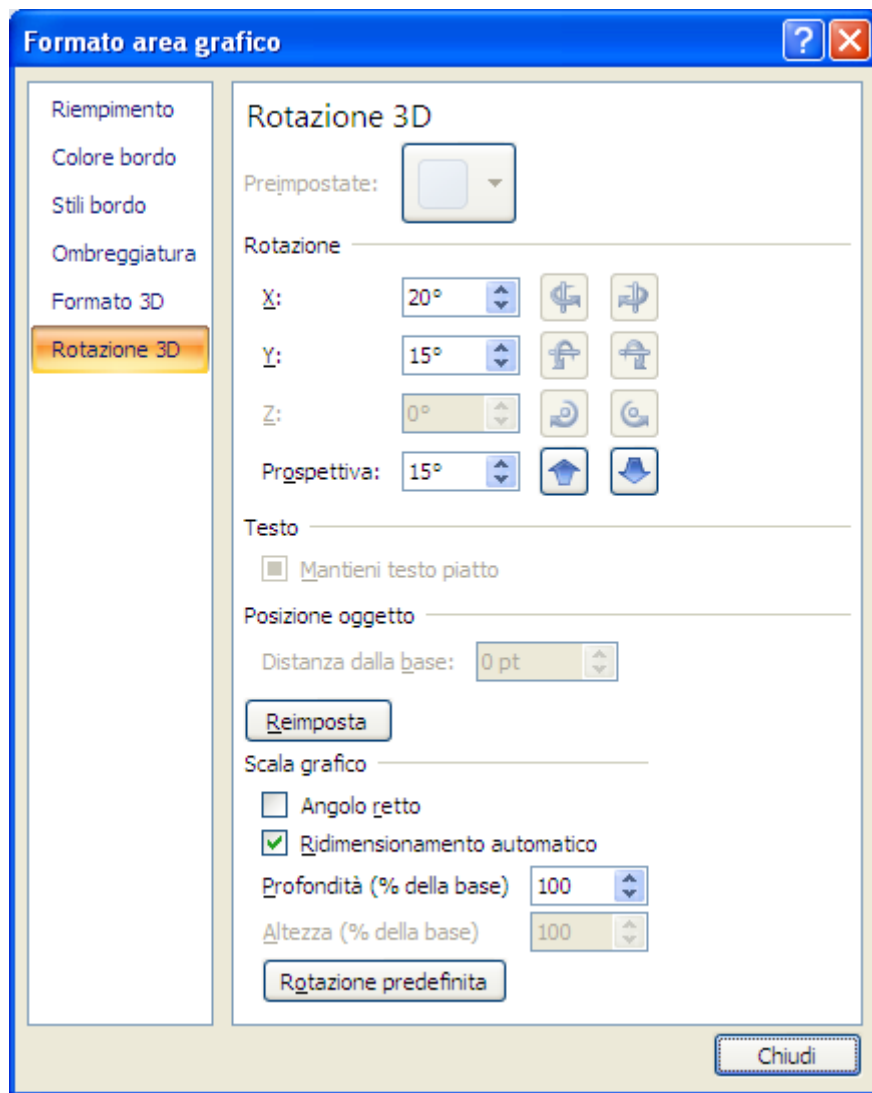 Formato area grafico
Riempimento
Colore bordo
Stili bordo
Ombreggiatura
Formato 3D
Rotazione 3D
Rotazione 3D
Preimpostate:
Rotazione
X: 20°
Y: 15°
Z: 0°
Prospettiva: 15°
Testo
Mantieni testo piatto
Posizione oggetto
Distanza dalla base: 0 pt
Reimposta
Scala grafico
Angolo retto
Ridimensionamento automatico
Profondità (% della base) 100
Altezza (% della base) 100
Rotazione predefinita
Chiudi